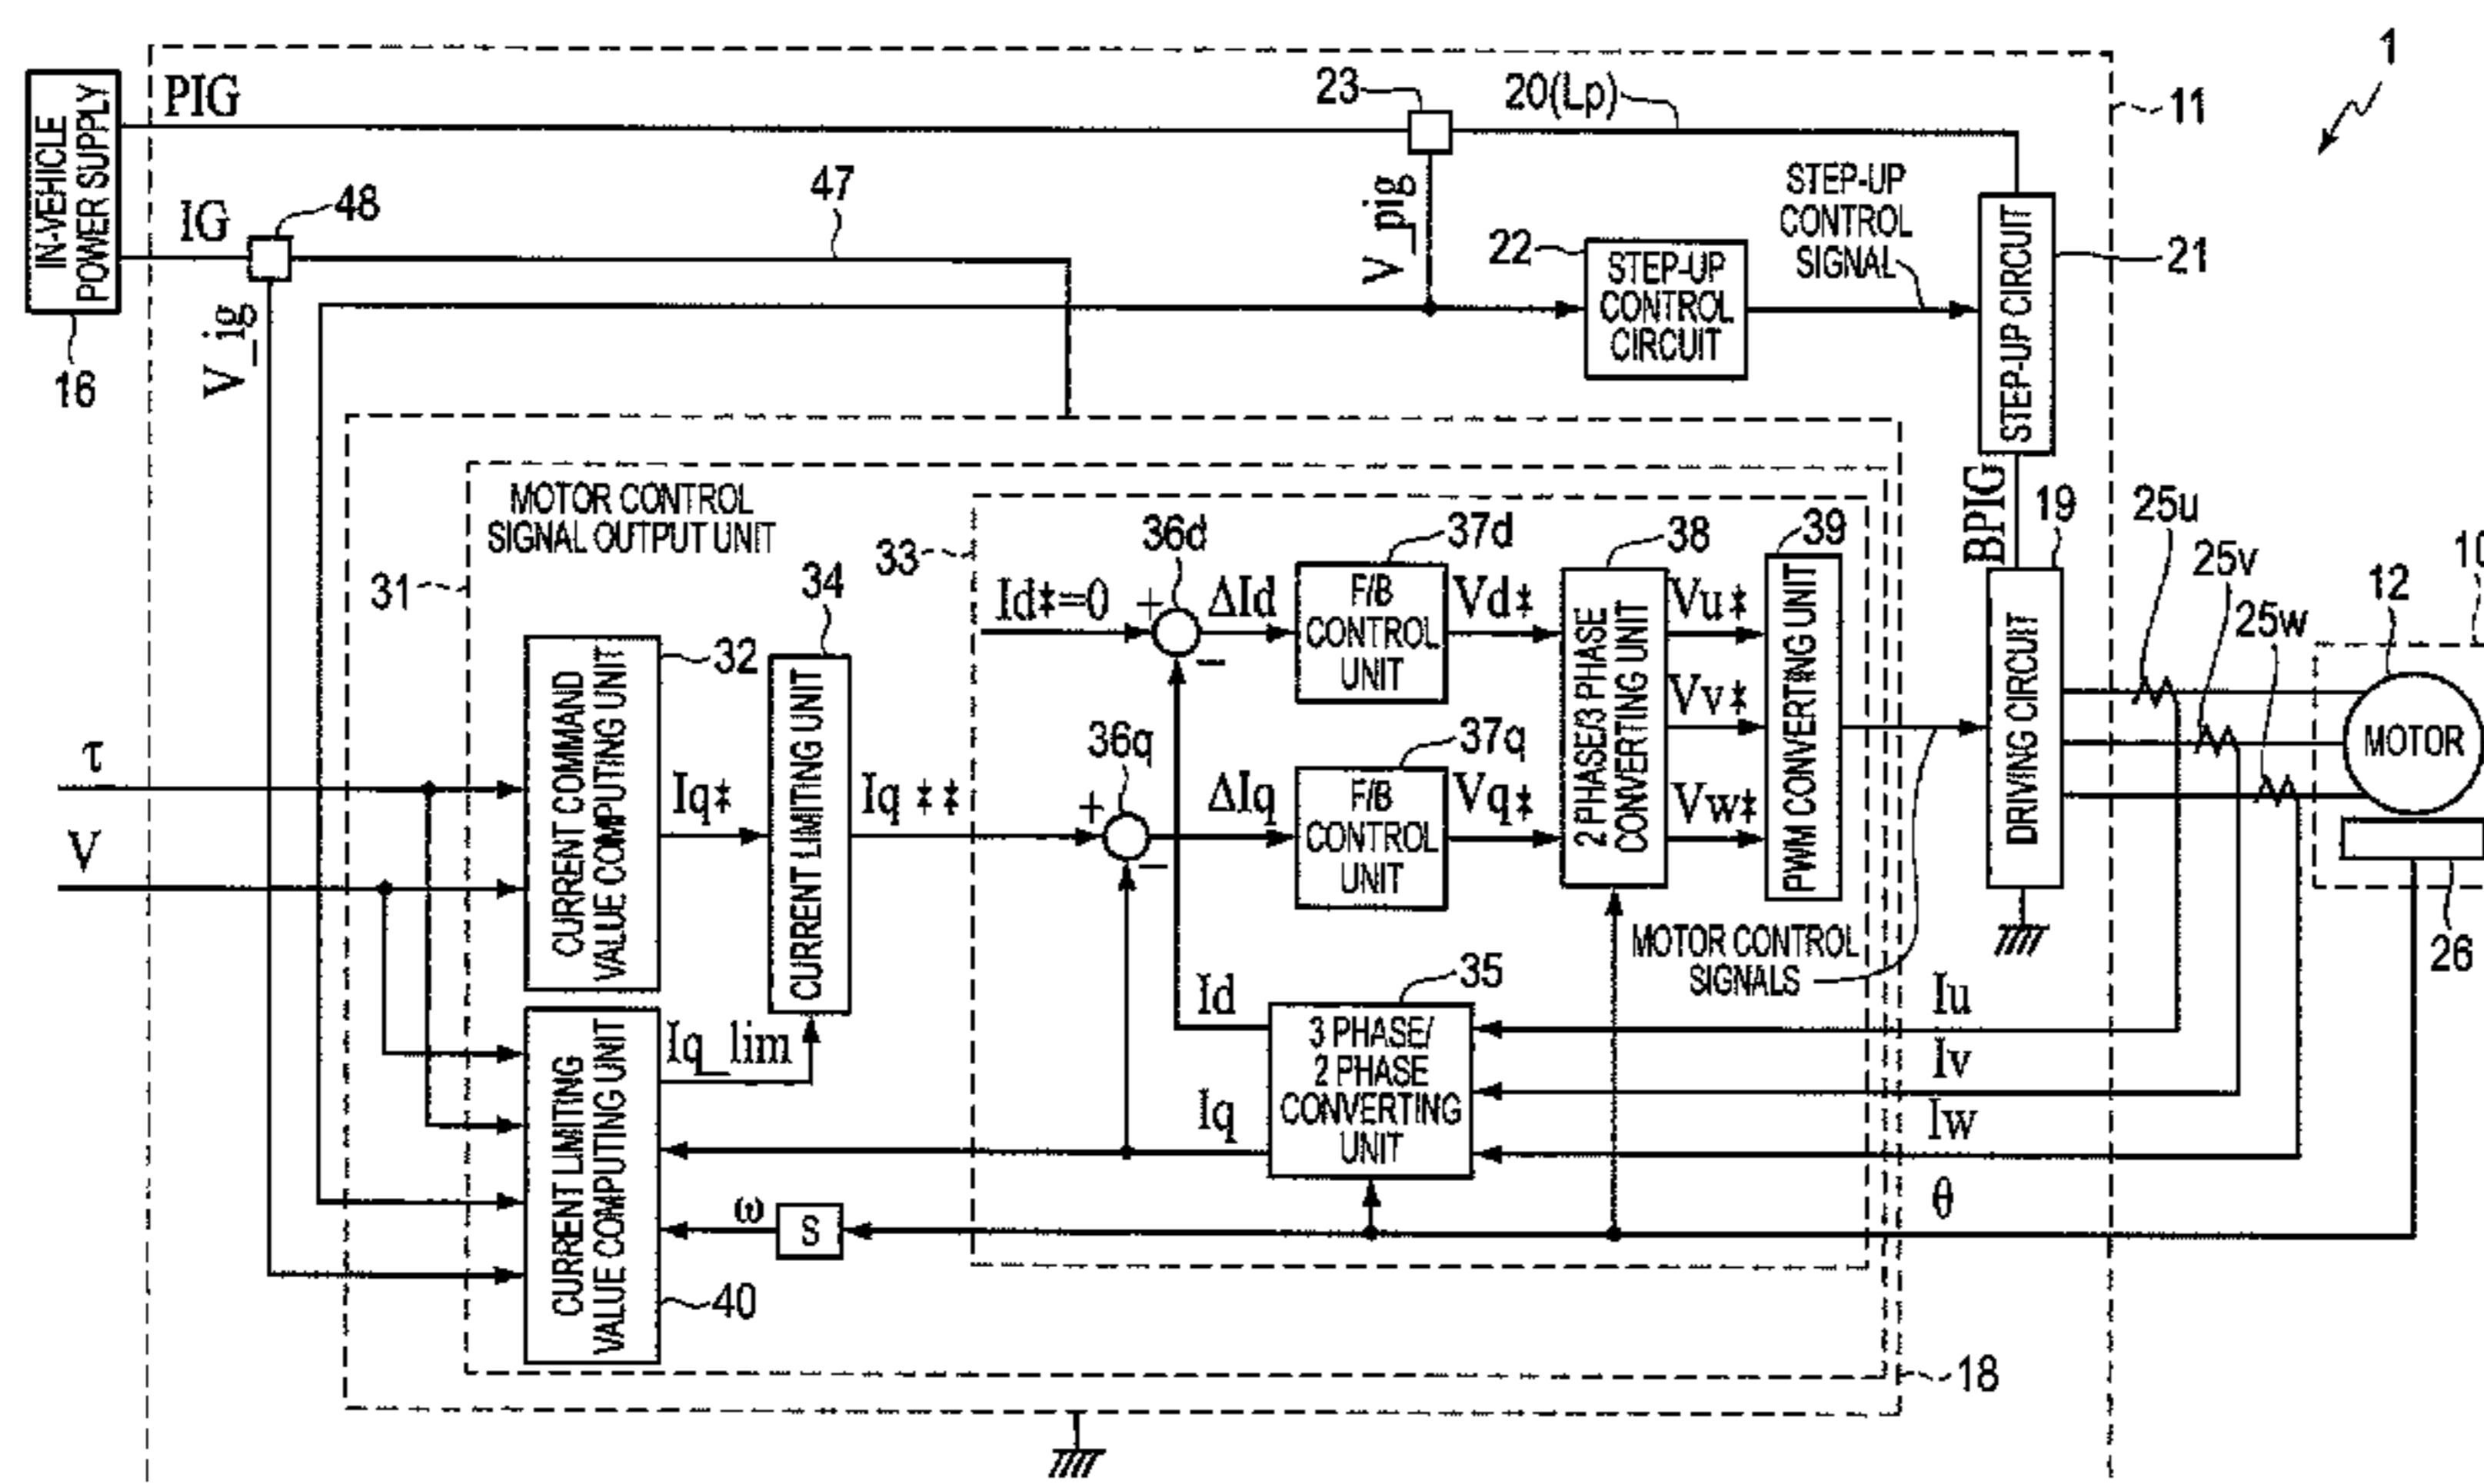 1
PIG
23
20(Lp)
11
IN-VEHICLE
POWER SUPPLY
16
IG
48
47
V_pig
V_ig
22
STEP-UP
CONTROL
CIRCUIT
STEP-UP
CONTROL
SIGNAL
STEP-UP CIRCUIT
21
BPIG
MOTOR CONTROL
SIGNAL OUTPUT UNIT
31
33
36d
37d
38
39
19
25u
25v
25w
12
10
Id*=0
+
−
ΔId
F/B
CONTROL
UNIT
Vd*
2 PHASE/3 PHASE
CONVERTING UNIT
Vu*
Vv*
Vw*
PWM CONVERTING UNIT
DRIVING CIRCUIT
MOTOR
26
32
34
CURRENT COMMAND
VALUE COMPUTING UNIT
CURRENT LIMITING UNIT
τ
V
Iq*
Iq **
36q
+
−
ΔIq
37q
F/B
CONTROL
UNIT
Vq*
MOTOR CONTROL
SIGNALS
35
3 PHASE/
2 PHASE
CONVERTING
UNIT
Id
Iq
Iu
Iv
Iw
θ
CURRENT LIMITING
VALUE COMPUTING UNIT
Iq_lim
ω
S
40
18